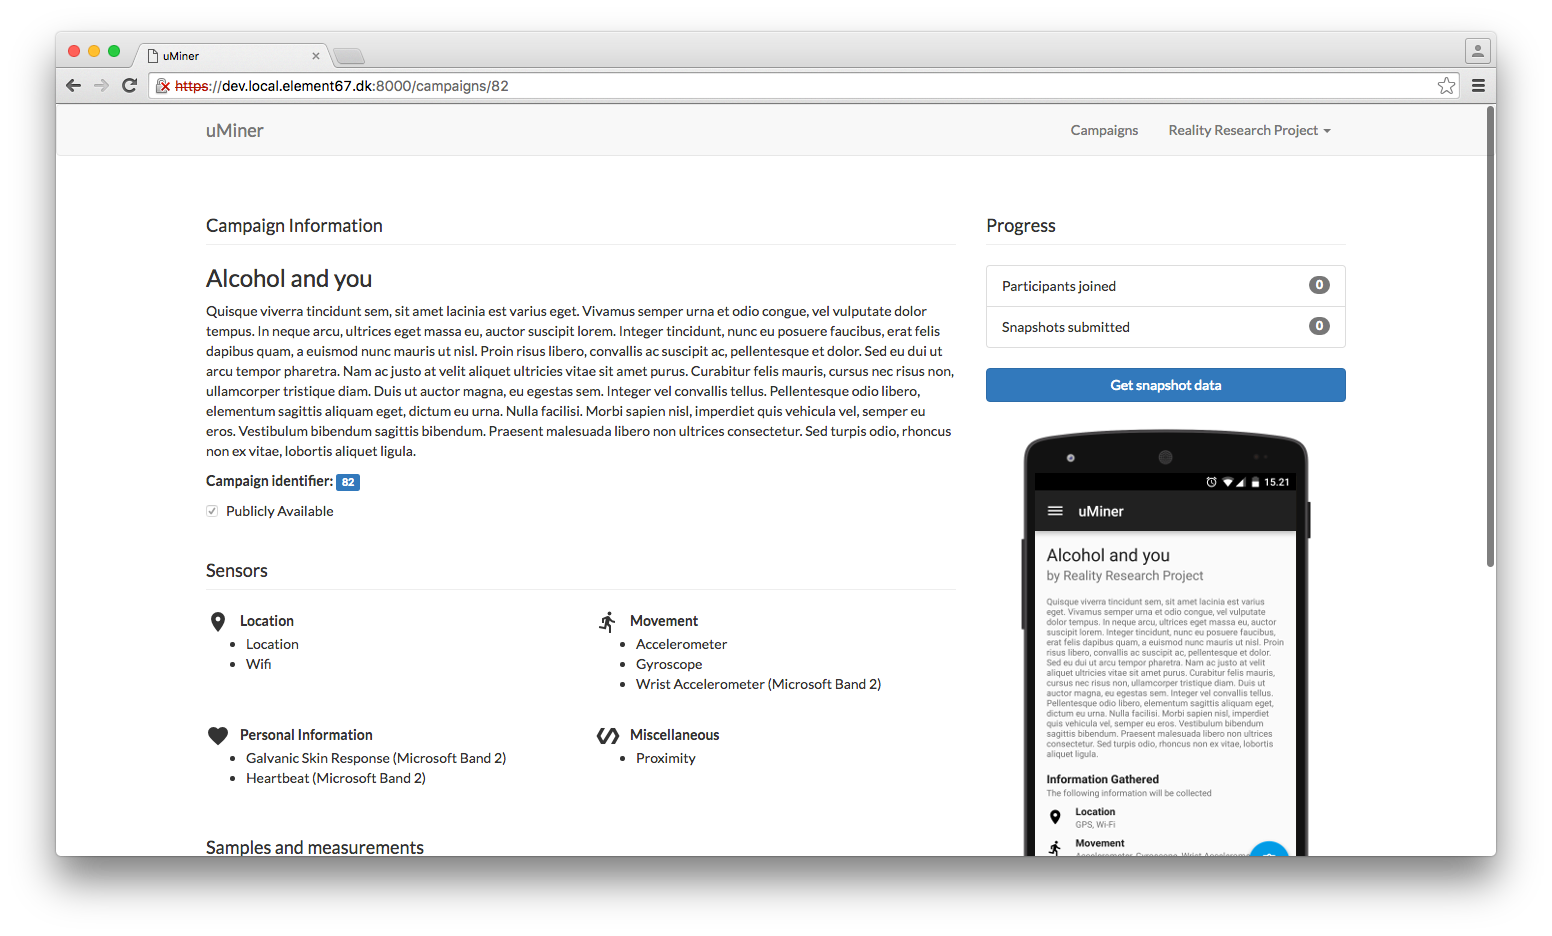 uMiner
https://dev.local.element67.dk:8000/campaigns/82
uMiner
Campaigns
Reality Research Project
Campaign Information
Alcohol and you
Quisque viverra tincidunt sem, sit amet lacinia est varius eget. Vivamus semper urna et odio congue, vel vulputate dolor
tempus. In neque arcu, ultrices eget massa eu, auctor suscipit lorem. Integer tincidunt, nunc eu posuere faucibus, erat felis
dapibus quam, a euismod nunc mauris ut nisl. Proin risus libero, convallis ac suscipit ac, pellentesque et dolor. Sed eu dui ut
arcu tempor pharetra. Nam ac justo at velit aliquet ultricies vitae sit amet purus. Curabitur felis mauris, cursus nec risus non,
ullamcorper tristique diam. Duis ut auctor magna, eu egestas sem. Integer vel convallis tellus. Pellentesque odio libero,
elementum sagittis aliquam eget, dictum eu urna. Nulla facilisi. Morbi sapien nisl, imperdiet quis vehicula vel, semper eu
eros. Vestibulum bibendum sagittis bibendum. Praesent malesuada libero non ultrices consectetur. Sed turpis odio, rhoncus
non ex vitae, lobortis aliquet ligula.
Campaign identifier: 82
Publicly Available
Sensors
Location
Location
Wifi
Movement
Accelerometer
Gyroscope
Wrist Accelerometer (Microsoft Band 2)
Personal Information
Galvanic Skin Response (Microsoft Band 2)
Heartbeat (Microsoft Band 2)
Miscellaneous
Proximity
Samples and measurements
Progress
Participants joined 0
Snapshots submitted 0
Get snapshot data
15.21
uMiner
Alcohol and you
by Reality Research Project
Quisque viverra tincidunt sem, sit amet lacinia est varius
eget. Vivamus semper urna et odio congue, vel vulputate
dolor tempus. In neque arcu, ultrices eget massa eu, auctor
suscipit lorem. Integer tincidunt, nunc eu posuere faucibus,
erat felis dapibus quam, a euismod nunc mauris ut nisl. Proin
risus libero, convallis ac suscipit ac, pellentesque et dolor.
Sed eu dui ut arcu tempor pharetra. Nam ac justo at velit
aliquet ultricies vitae sit amet purus. Curabitur felis mauris,
cursus nec risus non, ullamcorper tristique diam. Duis ut
auctor magna, eu egestas sem. Integer vel convallis tellus.
Pellentesque odio libero, elementum sagittis aliquam eget,
dictum eu urna. Nulla facilisi. Morbi sapien nisl, imperdiet
quis vehicula vel, semper eu eros. Vestibulum bibendum
sagittis bibendum. Praesent malesuada libero non ultrices
consectetur. Sed turpis odio, rhoncus non ex vitae, lobortis
aliquet ligula.
Information Gathered
The following information will be collected
Location
GPS, Wi-Fi
Movement
Accelerometer, Gyroscope, Wrist